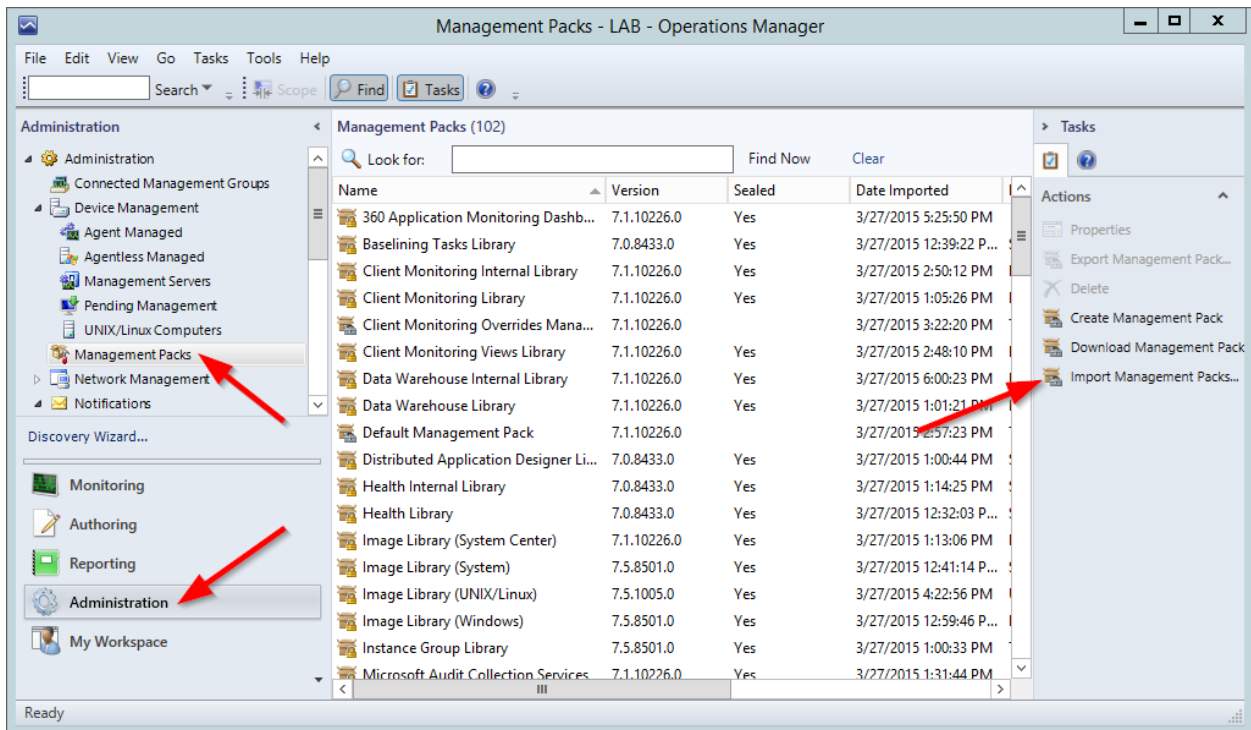 Management Packs - LAB - Operations Manager
File Edit View Go Tasks Tools Help
Search Scope Find Tasks
Administration
Administration
Connected Management Groups
Device Management
Agent Managed
Agentless Managed
Management Servers
Pending Management
UNIX/Linux Computers
Management Packs
Network Management
Notifications
Discovery Wizard...
Monitoring
Authoring
Reporting
Administration
My Workspace
Management Packs (102)
Look for: Find Now Clear
Name Version Sealed Date Imported
360 Application Monitoring Dashb... 7.1.10226.0 Yes 3/27/2015 5:25:50 PM
Baselining Tasks Library 7.0.8433.0 Yes 3/27/2015 12:39:22 P...
Client Monitoring Internal Library 7.1.10226.0 Yes 3/27/2015 2:50:12 PM
Client Monitoring Library 7.1.10226.0 Yes 3/27/2015 1:05:26 PM
Client Monitoring Overrides Mana... 7.1.10226.0 3/27/2015 3:22:20 PM
Client Monitoring Views Library 7.1.10226.0 Yes 3/27/2015 2:48:10 PM
Data Warehouse Internal Library 7.1.10226.0 Yes 3/27/2015 6:00:23 PM
Data Warehouse Library 7.1.10226.0 Yes 3/27/2015 1:01:21 PM
Default Management Pack 7.1.10226.0 3/27/2015 2:57:23 PM
Distributed Application Designer Li... 7.0.8433.0 Yes 3/27/2015 1:00:44 PM
Health Internal Library 7.0.8433.0 Yes 3/27/2015 1:14:25 PM
Health Library 7.0.8433.0 Yes 3/27/2015 12:32:03 P...
Image Library (System Center) 7.1.10226.0 Yes 3/27/2015 1:13:06 PM
Image Library (System) 7.5.8501.0 Yes 3/27/2015 12:41:14 P...
Image Library (UNIX/Linux) 7.5.1005.0 Yes 3/27/2015 4:22:56 PM
Image Library (Windows) 7.5.8501.0 Yes 3/27/2015 12:59:46 P...
Instance Group Library 7.5.8501.0 Yes 3/27/2015 1:00:33 PM
Microsoft Audit Collection Services 7.1.10226.0 Yes 3/27/2015 1:31:44 PM
Tasks
Actions
Properties
Export Management Pack...
Delete
Create Management Pack
Download Management Pack
Import Management Packs...
Ready